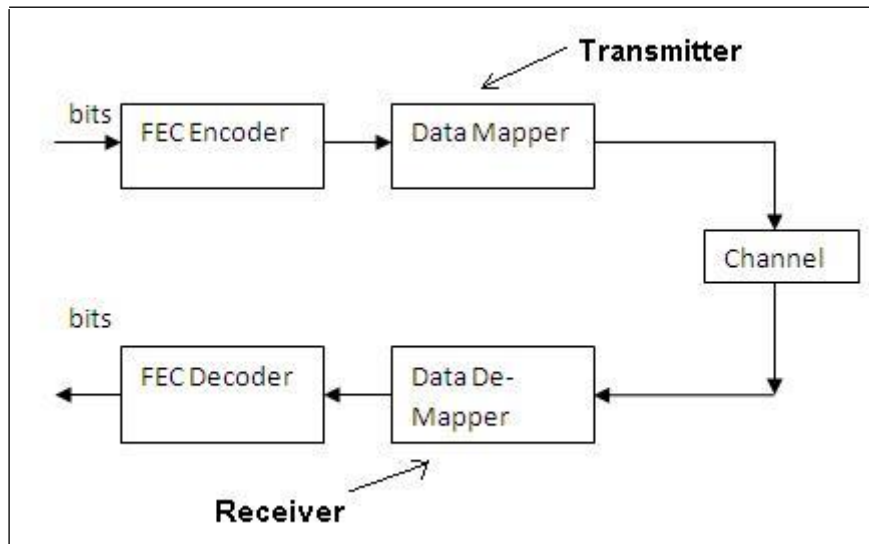 Transmitter
bits
FEC Encoder
Data Mapper
Channel
bits
FEC Decoder
Data De-
Mapper
Receiver